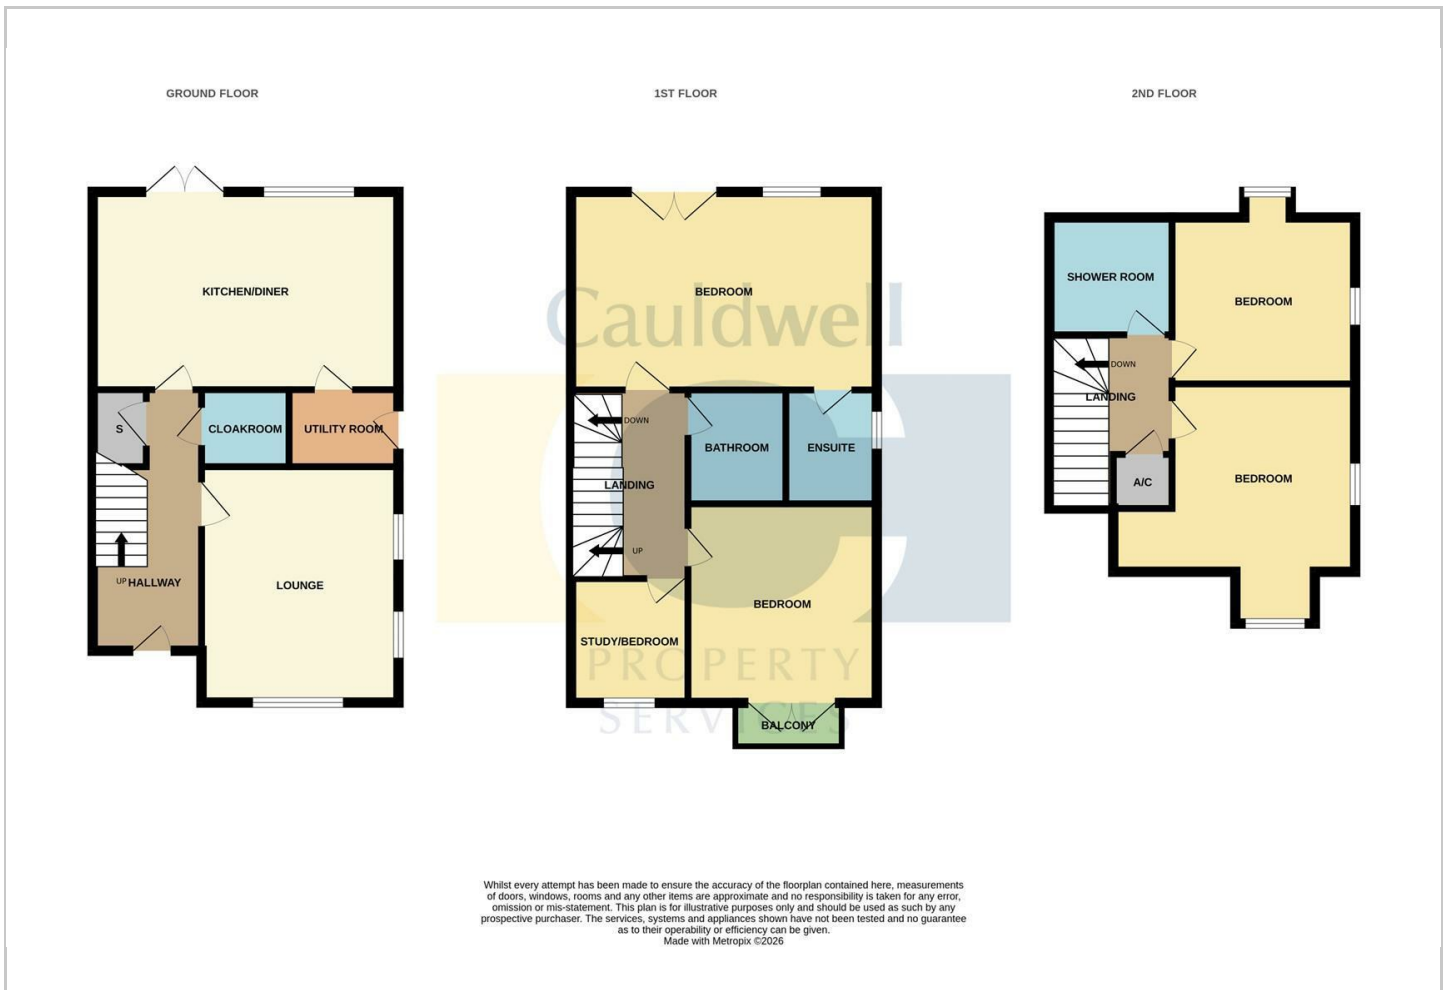 GROUND FLOOR
1ST FLOOR
2ND FLOOR
KITCHEN/DINER
S
CLOAKROOM
UTILITY ROOM
UP
HALLWAY
LOUNGE
BEDROOM
DOWN
BATHROOM
ENSUITE
LANDING
UP
BEDROOM
STUDY/BEDROOM
BALCONY
SHOWER ROOM
BEDROOM
DOWN
LANDING
A/C
BEDROOM
Cauldwell
PROPERTY
SERVICES
Whilst every attempt has been made to ensure the accuracy of the floorplan contained here, measurements
of doors, windows, rooms and any other items are approximate and no responsibility is taken for any error,
omission or mis-statement. This plan is for illustrative purposes only and should be used as such by any
prospective purchaser. The services, systems and appliances shown have not been tested and no guarantee
as to their operability or efficiency can be given.
Made with Metropix ©2026